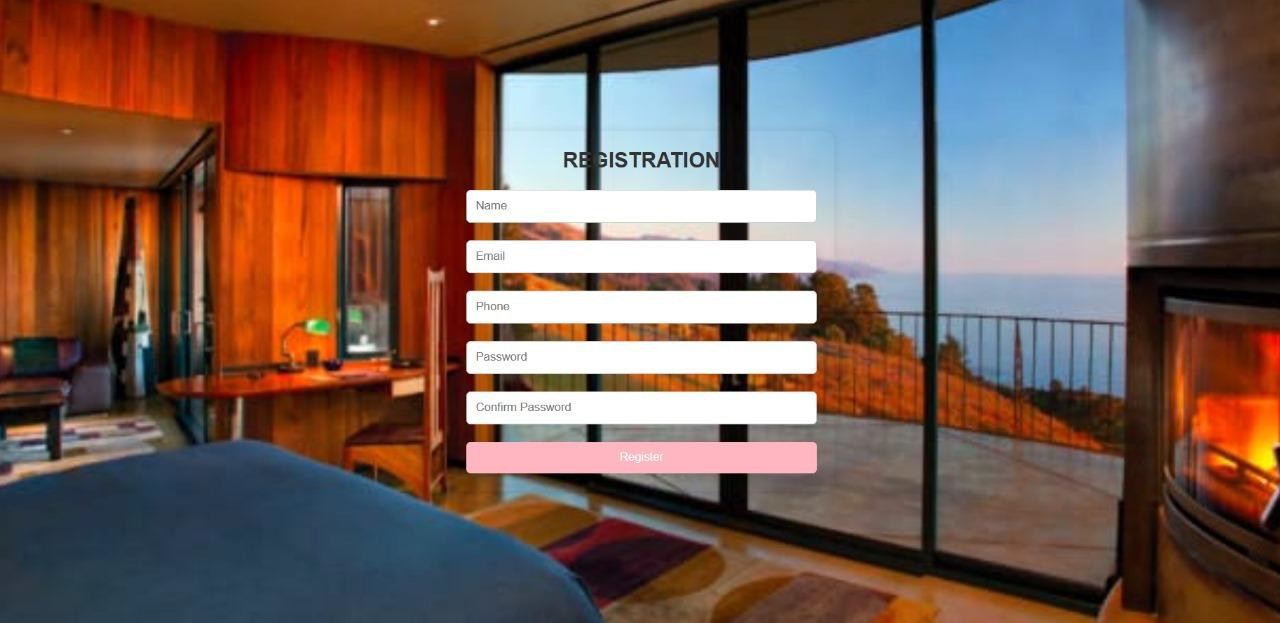 REGISTRATION
Name
Email
Phone
Password
Confirm Password
Register